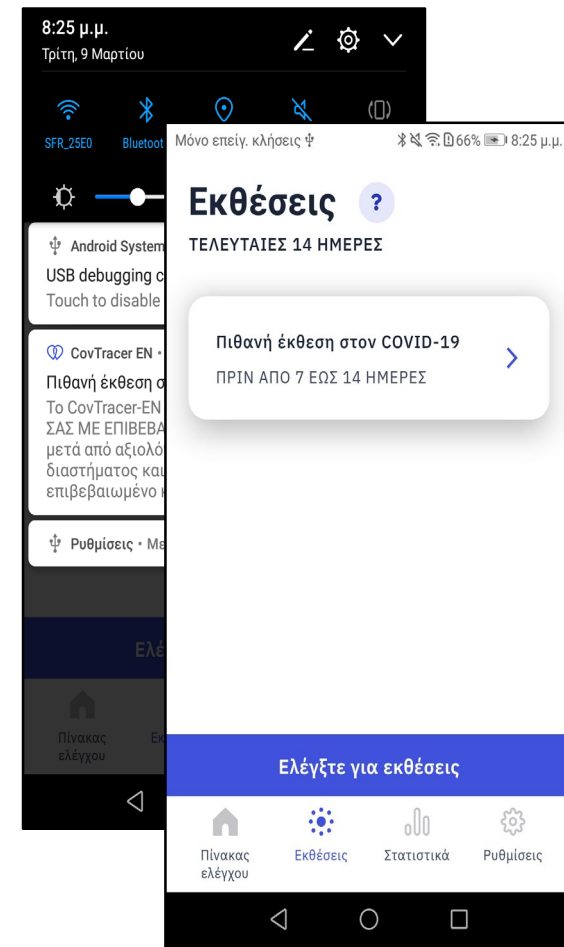 8:25 μ.μ.
Τρίτη, 9 Μαρτίου
SFR_25E0
Bluetoot
Android System
USB debugging c
Touch to disable
CovTracer EN •
Πιθανή έκθεση σ
Το CovTracer-EN
ΣΑΣ ΜΕ ΕΠΙΒΕΒΑ
μετά από αξιολό
διαστήματος και
επιβεβαιωμένο
Ρυθμίσεις • Με
Ελέ
Πίνακας
ελέγχου
Εκ
Μόνο επείγ. κλήσεις
66%
8:25 μ.μ.
Εκθέσεις ?
ΤΕΛΕΥΤΑΙΕΣ 14 ΗΜΕΡΕΣ
Πιθανή έκθεση στον COVID-19
ΠΡΙΝ ΑΠΟ 7 ΕΩΣ 14 ΗΜΕΡΕΣ
Ελέγξτε για εκθέσεις
Πίνακας
ελέγχου
Εκθέσεις
Στατιστικά
Ρυθμίσεις